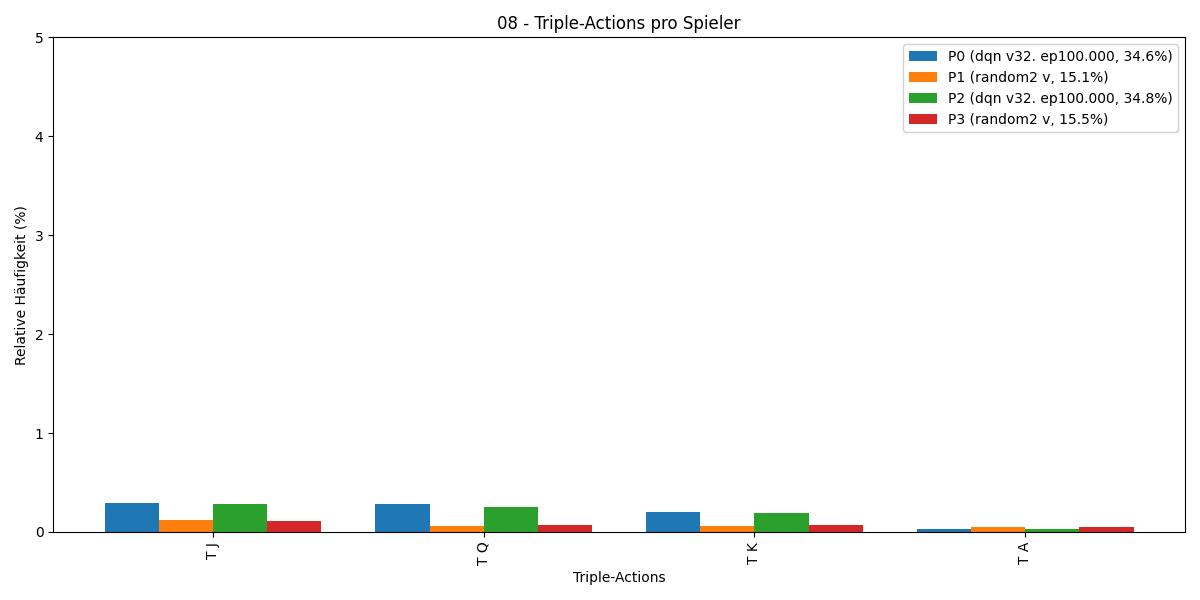 08 - Triple-Actions pro Spieler
P0 (dqn v32. ep100.000, 34.6%)
P1 (random2 v, 15.1%)
P2 (dqn v32. ep100.000, 34.8%)
P3 (random2 v, 15.5%)
Relative Häufigkeit (%)
5
4
3
2
1
0
T J
T Q
T K
T A
Triple-Actions